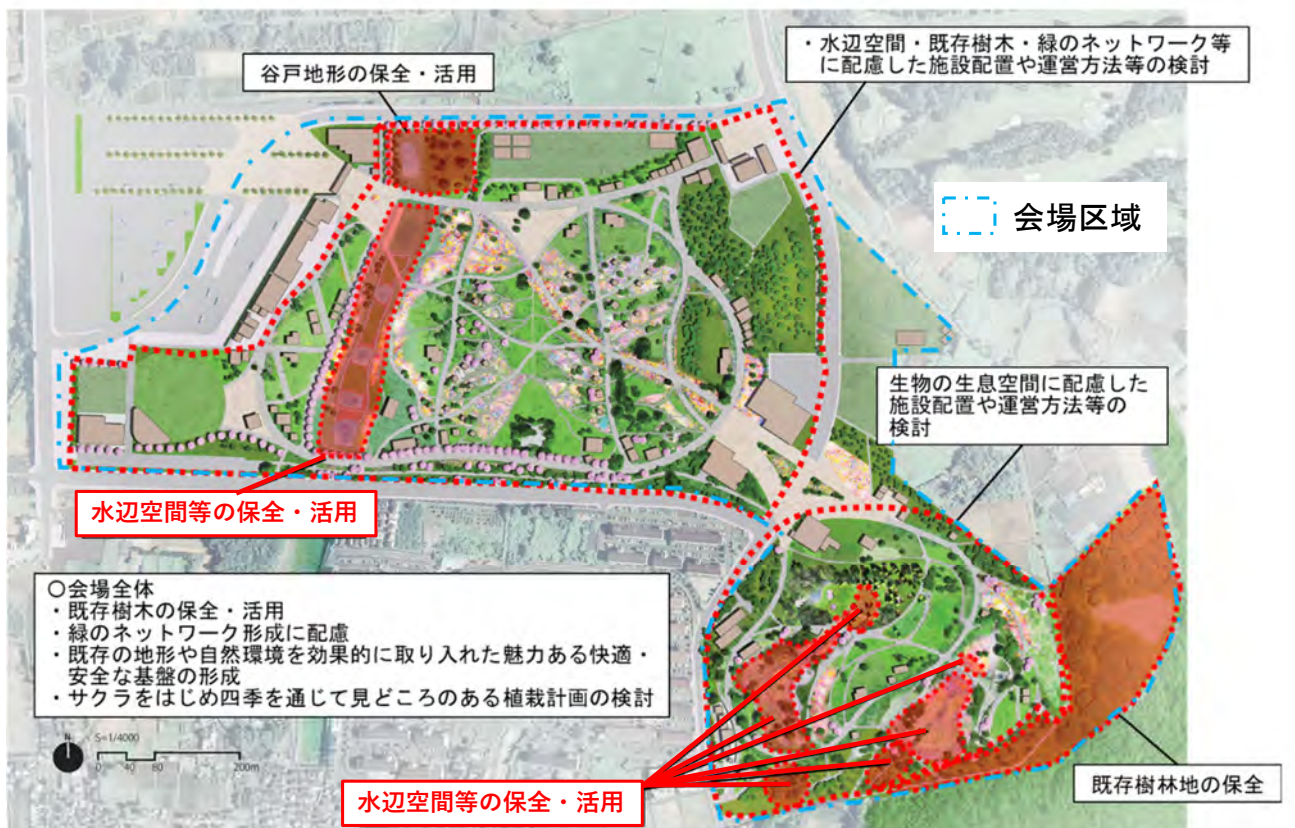 谷戸地形の保全・活用
・水辺空間・既存樹木・緑のネットワーク等
に配慮した施設配置や運営方法等の検討
会場区域
生物の生息空間に配慮した
施設配置や運営方法等の
検討
水辺空間等の保全・活用
○会場全体
・既存樹木の保全・活用
・緑のネットワーク形成に配慮
・既存の地形や自然環境を効果的に取り入れた魅力ある快適・
安全な基盤の形成
・サクラをはじめ四季を通じて見どころのある植栽計画の検討
N
S=1/4000
0 40 80 200m
水辺空間等の保全・活用
既存樹林地の保全